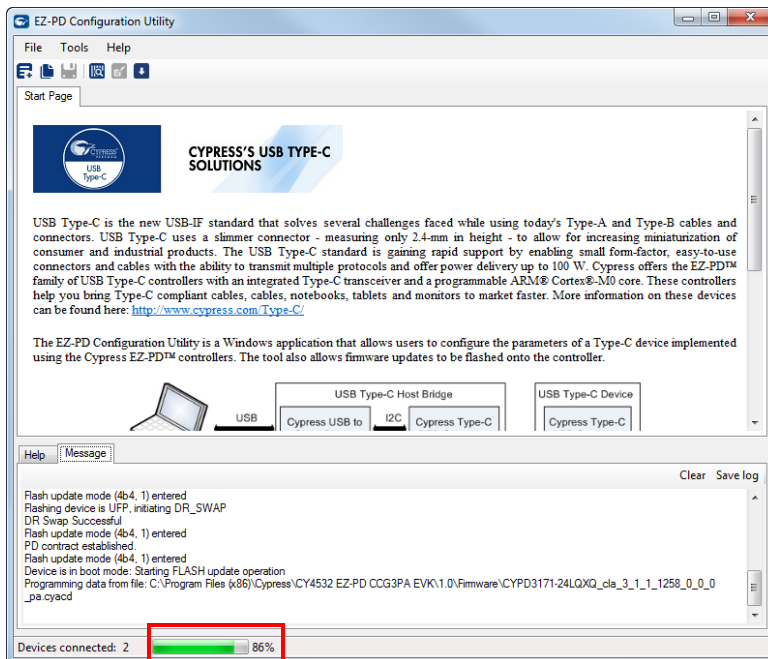 EZ-PD Configuration Utility
File Tools Help
Start Page
CYPRESS
USB
Type-C
CYPRESS'S USB TYPE-C
SOLUTIONS
USB Type-C is the new USB-IF standard that solves several challenges faced while using today's Type-A and Type-B cables and
connectors. USB Type-C uses a slimmer connector - measuring only 2.4-mm in height - to allow for increasing miniaturization of
consumer and industrial products. The USB Type-C standard is gaining rapid support by enabling small form-factor, easy-to-use
connectors and cables with the ability to transmit multiple protocols and offer power delivery up to 100 W. Cypress offers the EZ-PD™
family of USB Type-C controllers with an integrated Type-C transceiver and a programmable ARM® Cortex®-M0 core. These controllers
help you bring Type-C compliant cables, cables, notebooks, tablets and monitors to market faster. More information on these devices
can be found here: http://www.cypress.com/Type-C/
The EZ-PD Configuration Utility is a Windows application that allows users to configure the parameters of a Type-C device implemented
using the Cypress EZ-PD™ controllers. The tool also allows firmware updates to be flashed onto the controller.
USB Type-C Host Bridge USB Type-C Device
USB Cypress USB to I2C Cypress Type-C Cypress Type-C
Help Message
Clear Save log
Flash update mode (4b4, 1) entered
Flashing device is UFP, initiating DR_SWAP
DR Swap Successful
Flash update mode (4b4, 1) entered
PD contract established.
Flash update mode (4b4, 1) entered
Device is in boot mode: Starting FLASH update operation
Programming data from file: C:\Program Files (x86)\Cypress\CY4532 EZ-PD CCG3PA EVK\1.0\Firmware\CYPD3171-24LQXQ_cla_3_1_1_1258_0_0_0
_pa.cyacd
Devices connected: 2 86%